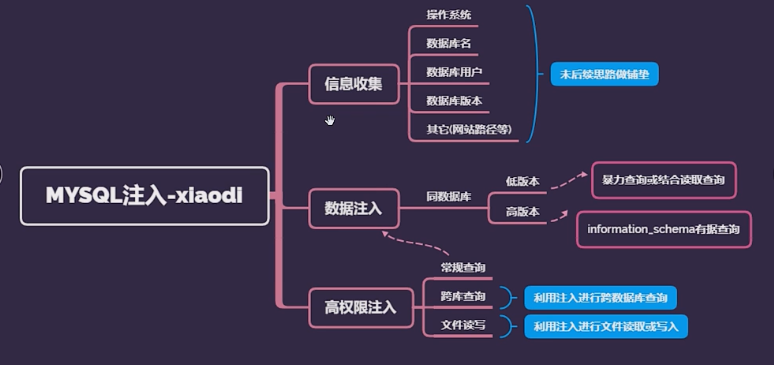 MYSQL注入-xiaodi
信息收集
操作系统
数据库名
数据库用户
数据库版本
其它(网站路径等)
未后续思路做铺垫
数据注入
同数据库
低版本
暴力查询或结合读取查询
高版本
information_schema有据查询
高权限注入
常规查询
跨库查询
利用注入进行跨数据库查询
文件读写
利用注入进行文件读取或写入